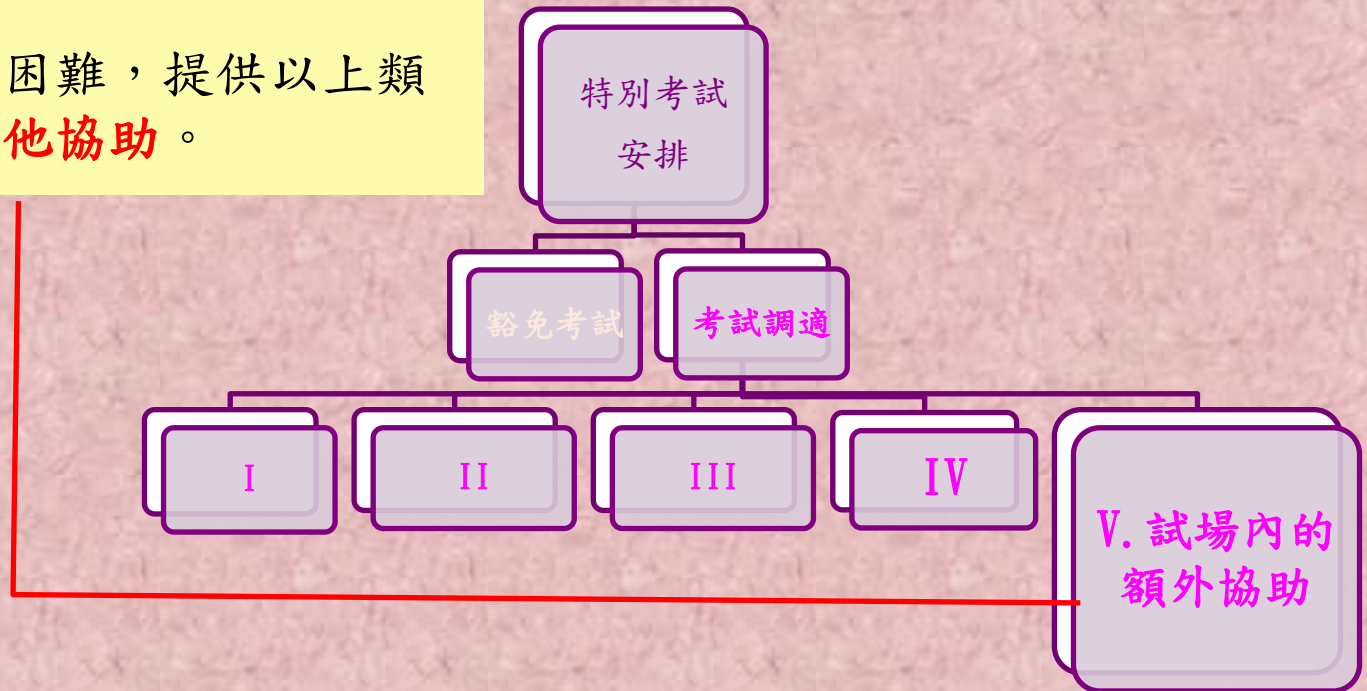 困難，提供以上類
他協助。
特別考試
安排
豁免考試
考試調適
I
II
III
IV
V.試場內的
額外協助